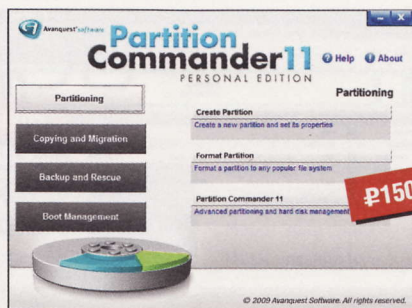 Avanquest software
Partition
Commander 11
PERSONAL EDITION
Help
About
Partitioning
Partitioning
Create Partition
Create a new partition and set its properties
Copying and Migration
Format Partition
Format a partition to any popular file system
Backup and Rescue
Partition Commander 11
Advanced partitioning and hard disk management
₽150
Boot Management
© 2009 Avanquest Software. All rights reserved.